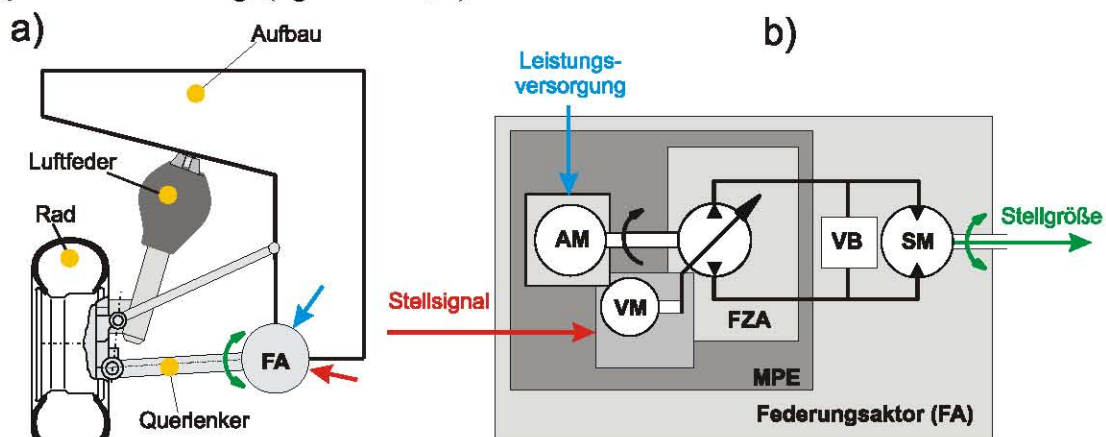 a)
Aufbau
Luftfeder
Rad
FA
Querlenker
b)
Leistungs-
versorgung
AM
VM
FZA
VB
SM
Stellgröße
Stellsignal
MPE
Federungsaktor (FA)